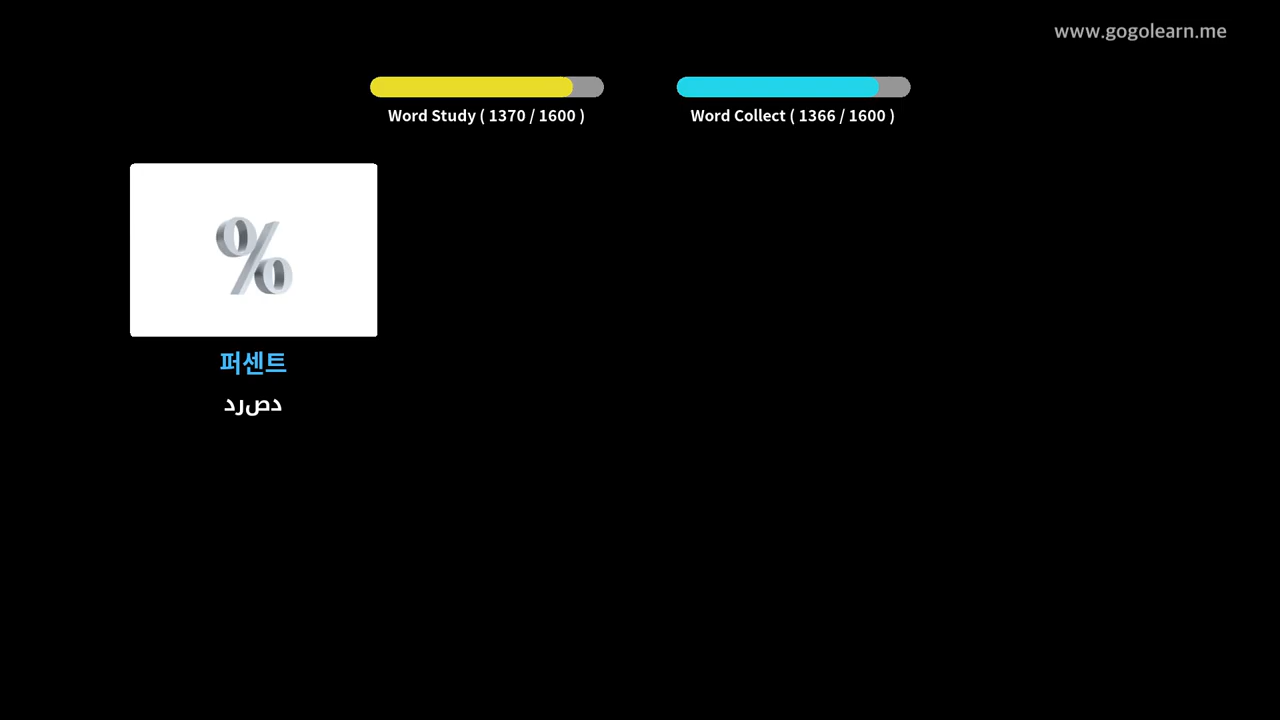 www.gogolearn.me
Word Study ( 1370 / 1600 )
Word Collect ( 1366 / 1600 )
%
퍼센트
درصد